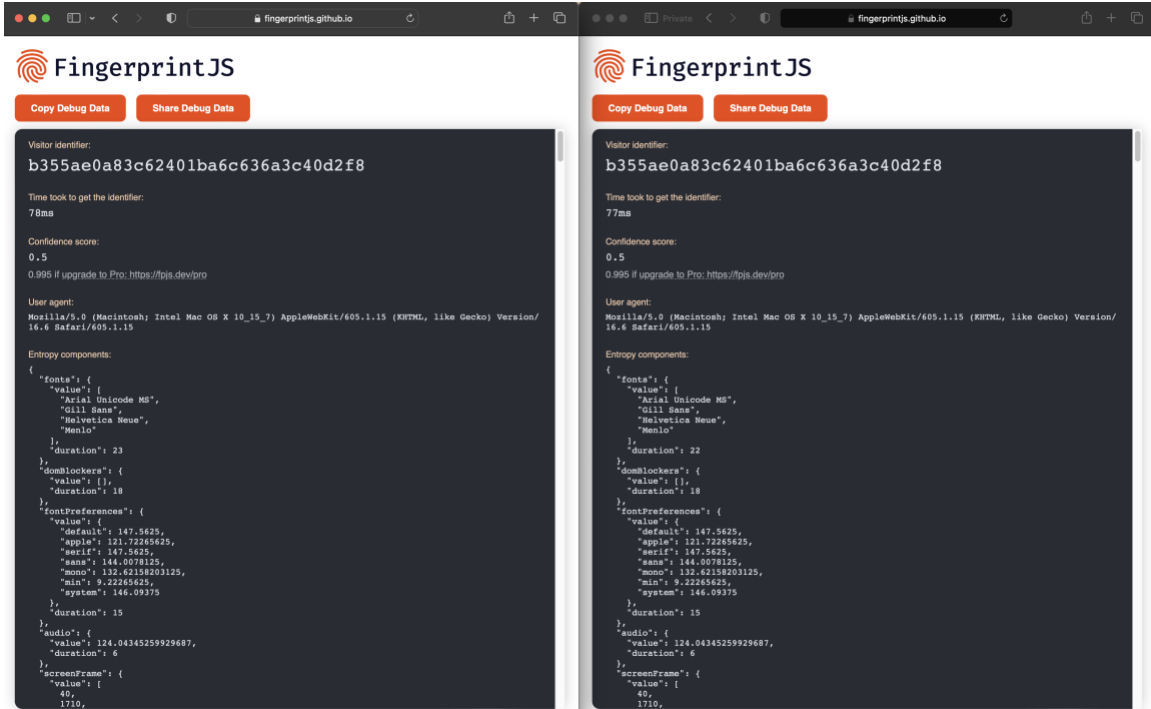 fingerprintjs.github.io
FingerprintJS
Copy Debug Data
Share Debug Data
Visitor identifier:
b355ae0a83c62401ba6c636a3c40d2f8
Time took to get the identifier:
78ms
Confidence score:
0.5
0.995 if upgrade to Pro: https://fpjs.dev/pro
User agent:
Mozilla/5.0 (Macintosh; Intel Mac OS X 10_15_7) AppleWebKit/605.1.15 (KHTML, like Gecko) Version/
16.6 Safari/605.1.15
Entropy components:
{
"fonts": {
"value": [
"Arial Unicode MS",
"Gill Sans",
"Helvetica Neue",
"Menlo"
],
"duration": 23
},
"domBlockers": {
"value": [],
"duration": 18
},
"fontPreferences": {
"value": {
"default": 147.5625,
"apple": 121.72265625,
"serif": 147.5625,
"sans": 144.0078125,
"mono": 132.62158203125,
"min": 9.22265625,
"system": 146.09375
},
"duration": 15
},
"audio": {
"value": 124.04345259929687,
"duration": 6
},
"screenFrame": {
"value": [
40,
1710,
Private
fingerprintjs.github.io
FingerprintJS
Copy Debug Data
Share Debug Data
Visitor identifier:
b355ae0a83c62401ba6c636a3c40d2f8
Time took to get the identifier:
77ms
Confidence score:
0.5
0.995 if upgrade to Pro: https://fpjs.dev/pro
User agent:
Mozilla/5.0 (Macintosh; Intel Mac OS X 10_15_7) AppleWebKit/605.1.15 (KHTML, like Gecko) Version/
16.6 Safari/605.1.15
Entropy components:
{
"fonts": {
"value": [
"Arial Unicode MS",
"Gill Sans",
"Helvetica Neue",
"Menlo"
],
"duration": 22
},
"domBlockers": {
"value": [],
"duration": 18
},
"fontPreferences": {
"value": {
"default": 147.5625,
"apple": 121.72265625,
"serif": 147.5625,
"sans": 144.0078125,
"mono": 132.62158203125,
"min": 9.22265625,
"system": 146.09375
},
"duration": 15
},
"audio": {
"value": 124.04345259929687,
"duration": 6
},
"screenFrame": {
"value": [
40,
1710,